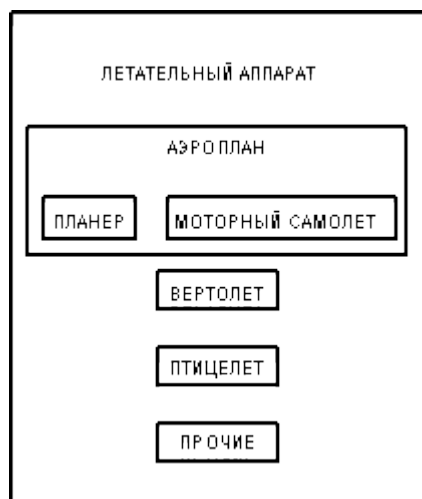 ЛЕТАТЕЛЬНЫЙ АППАРАТ
АЭРОПЛАН
ПЛАНЕР МОТОРНЫЙ САМОЛЕТ
ВЕРТОЛЕТ
ПТИЦЕЛЕТ
ПРОЧИЕ